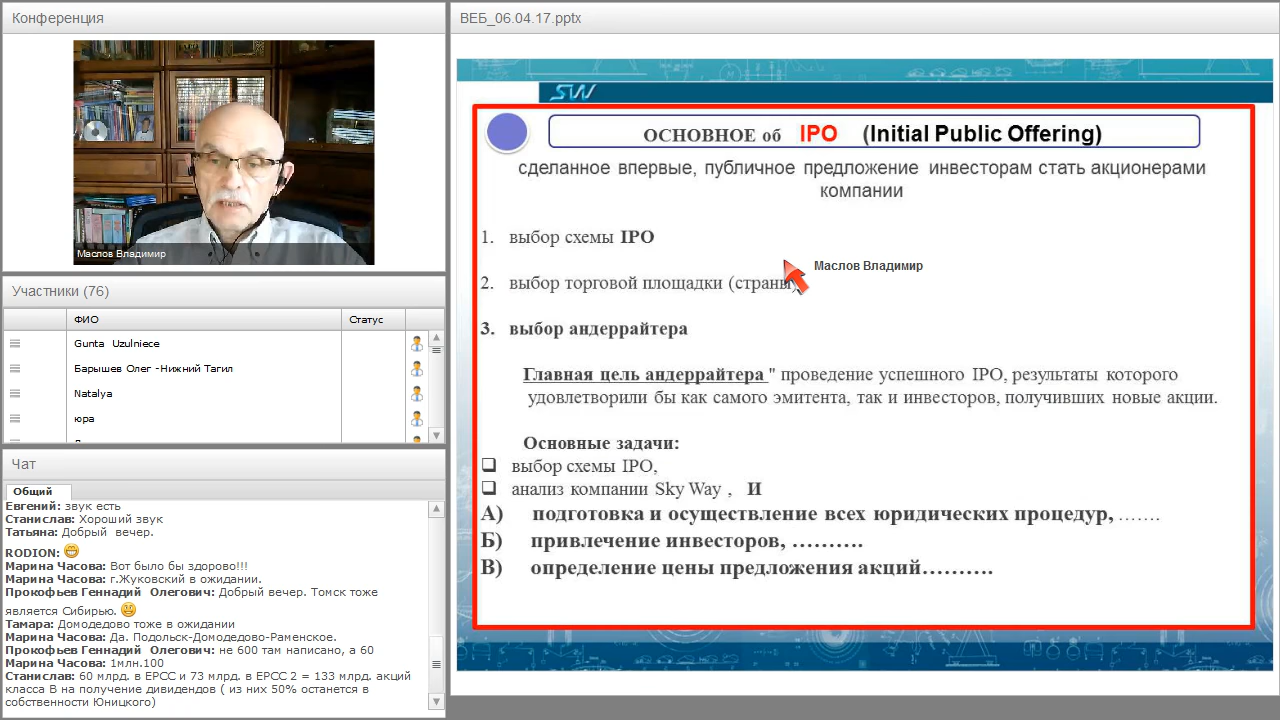 Конференция
Маслов Владимир
Участники (76)
ФИО
Статус
Gunta Uzulniece
Барышев Олег -Нижний Тагил
Natalya
юра
Чат
Общий
Евгений: звук есть
Станислав: Хороший звук
Татьяна: Добрый вечер.
RODION:
Марина Часова: Вот было бы здорово!!!
Марина Часова: г.Жуковский в ожидании.
Прокофьев Геннадий Олегович: Добрый вечер. Томск тоже
является Сибирью.
Тамара: Домодедово тоже в ожидании
Марина Часова: Да. Подольск-Домодедово-Раменское.
Прокофьев Геннадий Олегович: не 600 там написано, а 60
Марина Часова: 1млн.100
Станислав: 60 млрд. в ЕРСС и 73 млрд. в ЕРСС 2 = 133 млрд. акций
класса В на получение дивидендов ( из них 50% останется в
собственности Юницкого)
ВЕБ_06.04.17.pptx
SW
ОСНОВНОЕ об IPO (Initial Public Offering)
сделанное впервые, публичное предложение инвесторам стать акционерами
компании
1. выбор схемы IPO
Маслов Владимир
2. выбор торговой площадки (страны)
3. выбор андеррайтера
Главная цель андеррайтера " проведение успешного IPO, результаты которого
удовлетворили бы как самого эмитента, так и инвесторов, получивших новые акции.
Основные задачи:
выбор схемы IPO,
анализ компании Sky Way , И
А) подготовка и осуществление всех юридических процедур, …….
Б) привлечение инвесторов, ……….
В) определение цены предложения акций……….